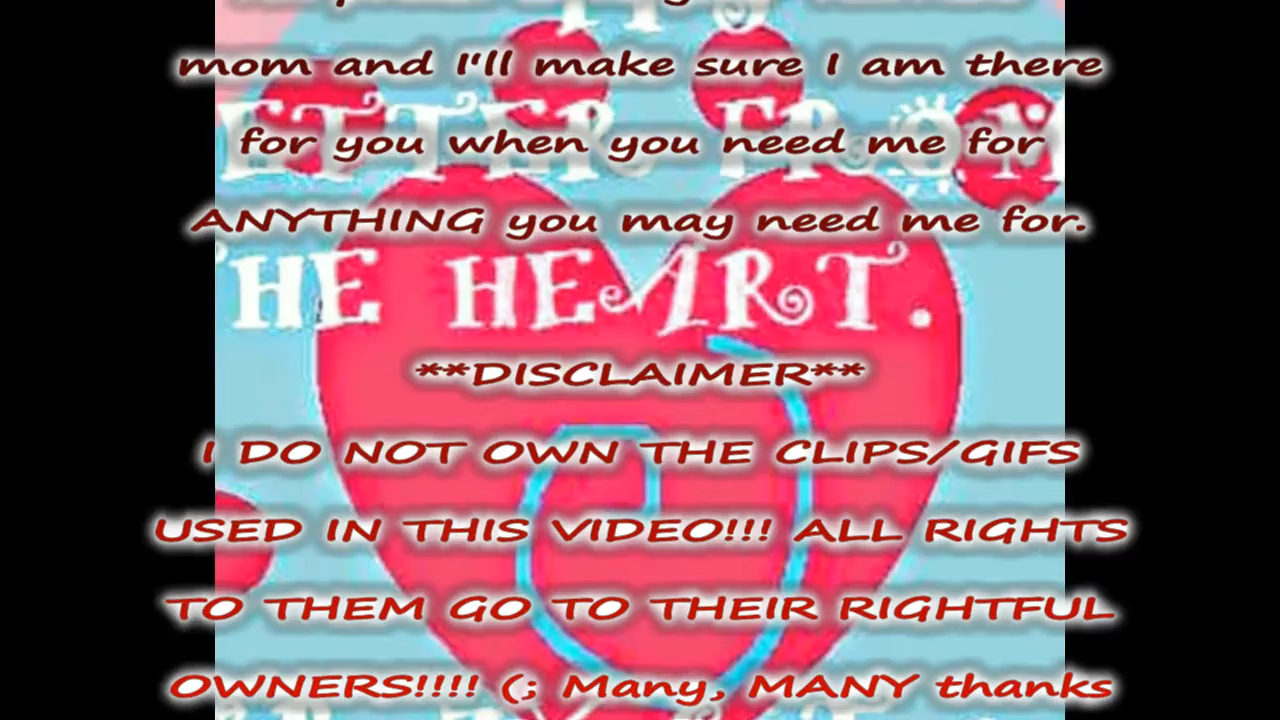 mom and I'll make sure I am there
ETTER FROM
for you when you need me for
ANYTHING you may need me for.
HE HEART.
**DISCLAIMER**
I DO NOT OWN THE CLIPS/GIFS
USED IN THIS VIDEO!!! ALL RIGHTS
TO THEM GO TO THEIR RIGHTFUL
OWNERS!!!! (; Many, MANY thanks